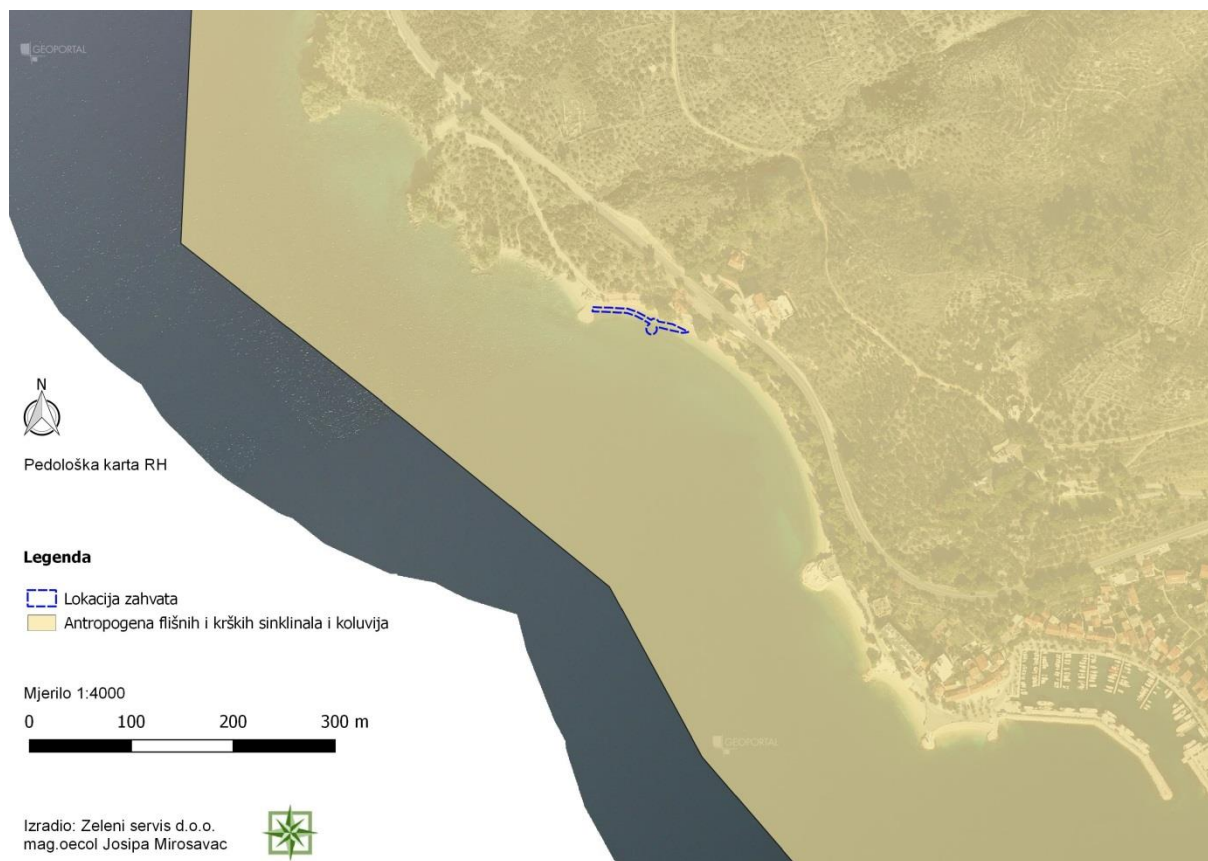 GEOPORTAL
N
Pedološka karta RH
Legenda
Lokacija zahvata
Antropogena flišnih i krških sinklinala i koluvija
Mjerilo 1:4000
0 100 200 300 m
GEOPORTAL
Izradio: Zeleni servis d.o.o.
mag.oecol Josipa Mirosavac